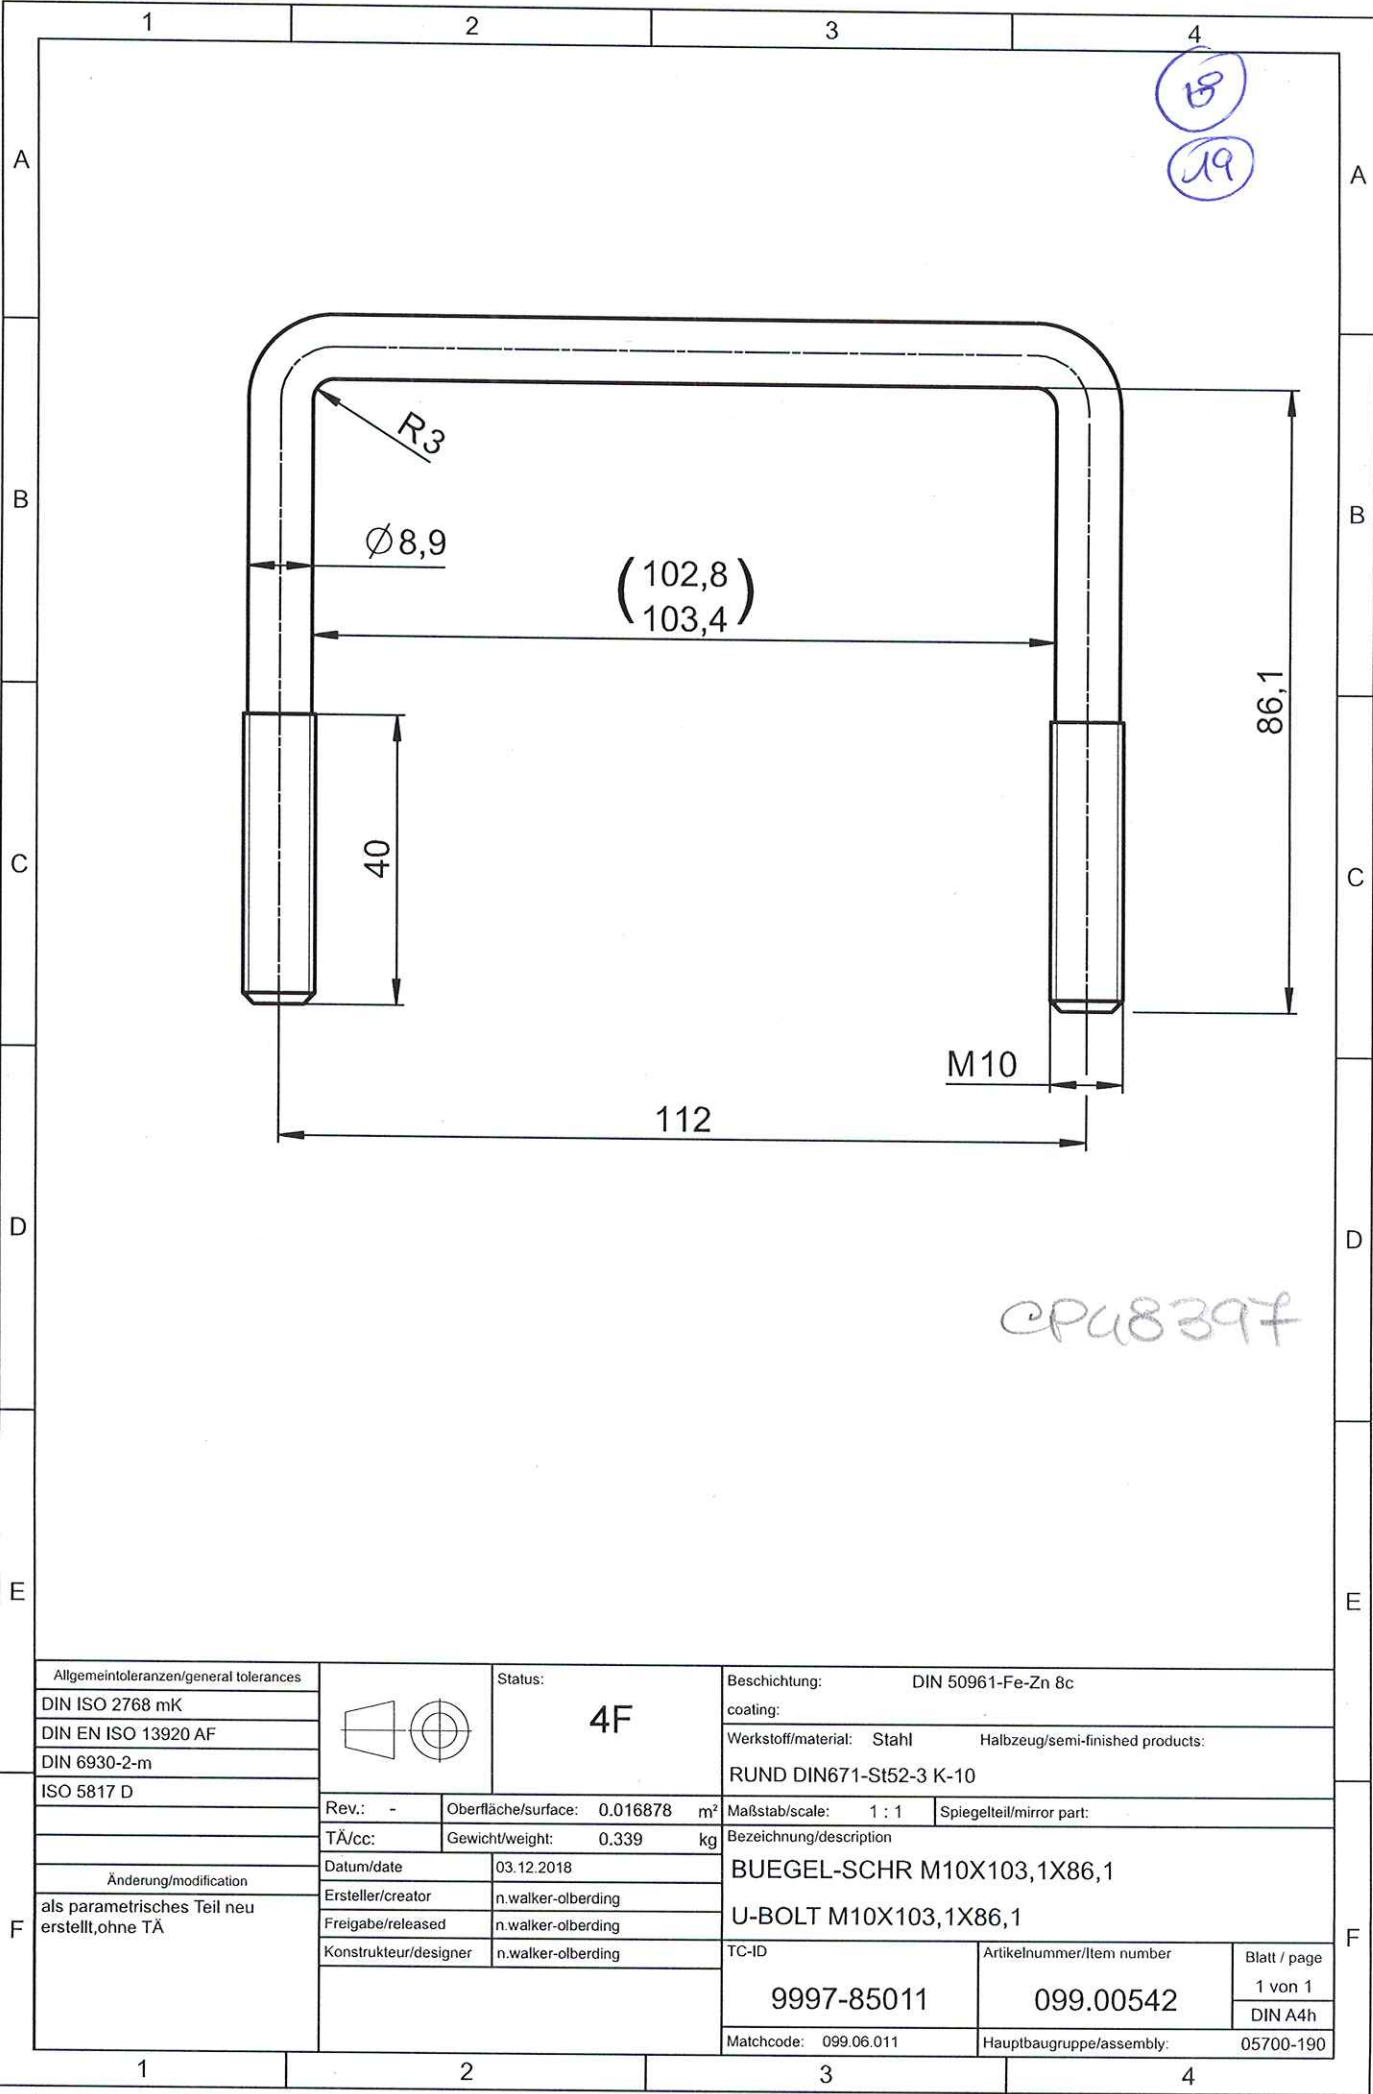 1 2 3 4
19
A A
R3
B B
Ø8,9
(102,8
103,4)
86,1
40
C C
M10
112
D D
CP48397
E E
Allgemeintoleranzen/general tolerances
DIN ISO 2768 mK
DIN EN ISO 13920 AF
DIN 6930-2-m
ISO 5817 D
Änderung/modification
als parametrisches Teil neu
erstellt,ohne TÄ
Status:
4F
Rev.: - Oberfläche/surface: 0.016878 m²
TÄ/cc: Gewicht/weight: 0.339 kg
Datum/date 03.12.2018
Ersteller/creator n.walker-olberding
Freigabe/released n.walker-olberding
Konstrukteur/designer n.walker-olberding
Beschichtung: DIN 50961-Fe-Zn 8c
coating:
Werkstoff/material: Stahl Halbzeug/semi-finished products:
RUND DIN671-St52-3 K-10
Maßstab/scale: 1 : 1 Spiegelteil/mirror part:
Bezeichnung/description
BUEGEL-SCHR M10X103,1X86,1
U-BOLT M10X103,1X86,1
TC-ID
9997-85011
Artikelnummer/Item number
099.00542
Blatt / page
1 von 1
DIN A4h
Matchcode: 099.06.011 Hauptbaugruppe/assembly: 05700-190
F F
1 2 3 4